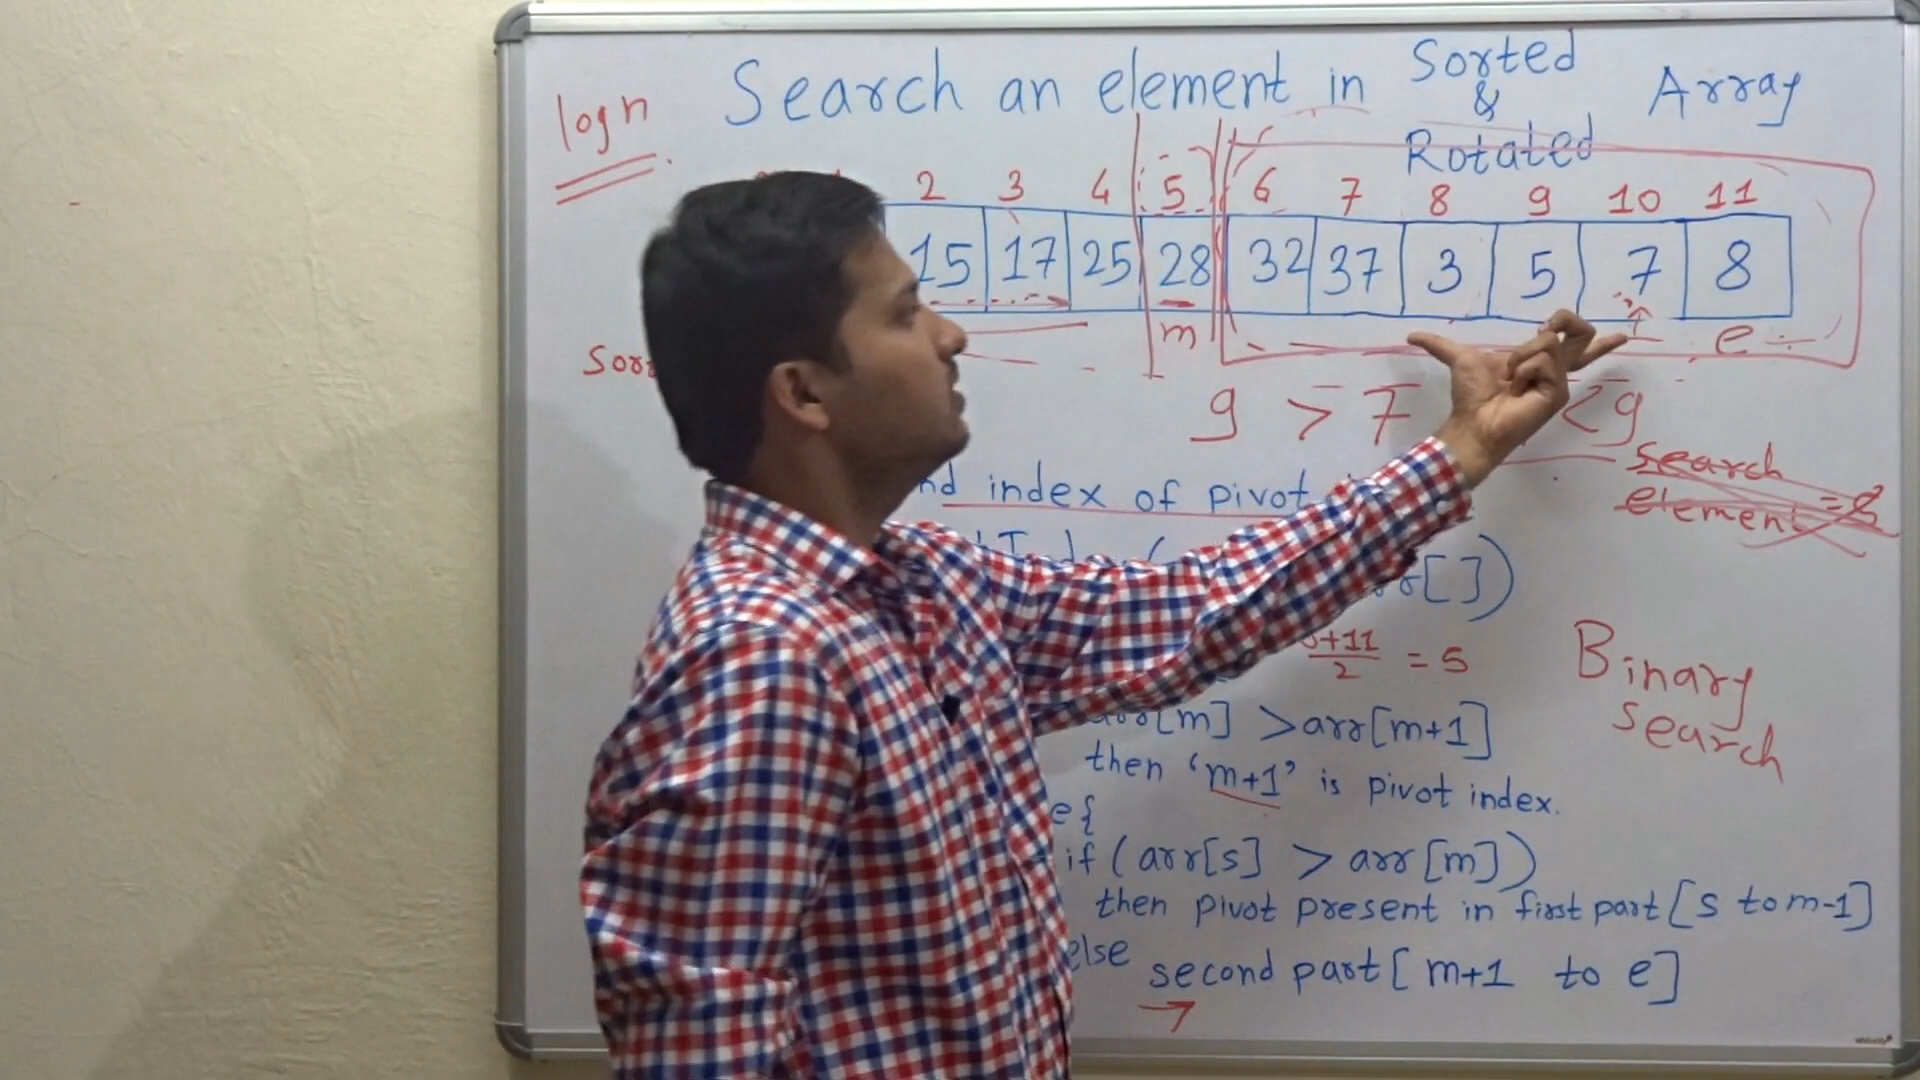 log n
Search an element in Sorted & Rotated Array
2 3 4 5 6 7 8 9 10 11
15 17 25 28 32 37 3 5 7 8
m e
9 > 7 < 9
search
element =
index of pivot
[])
+11
2 = 5
Binary
search
[m] > arr[m+1]
then 'm+1' is pivot index.
e{
if (arr[s] > arr[m])
then pivot present in first part [s to m-1]
else
second part [m+1 to e]
→